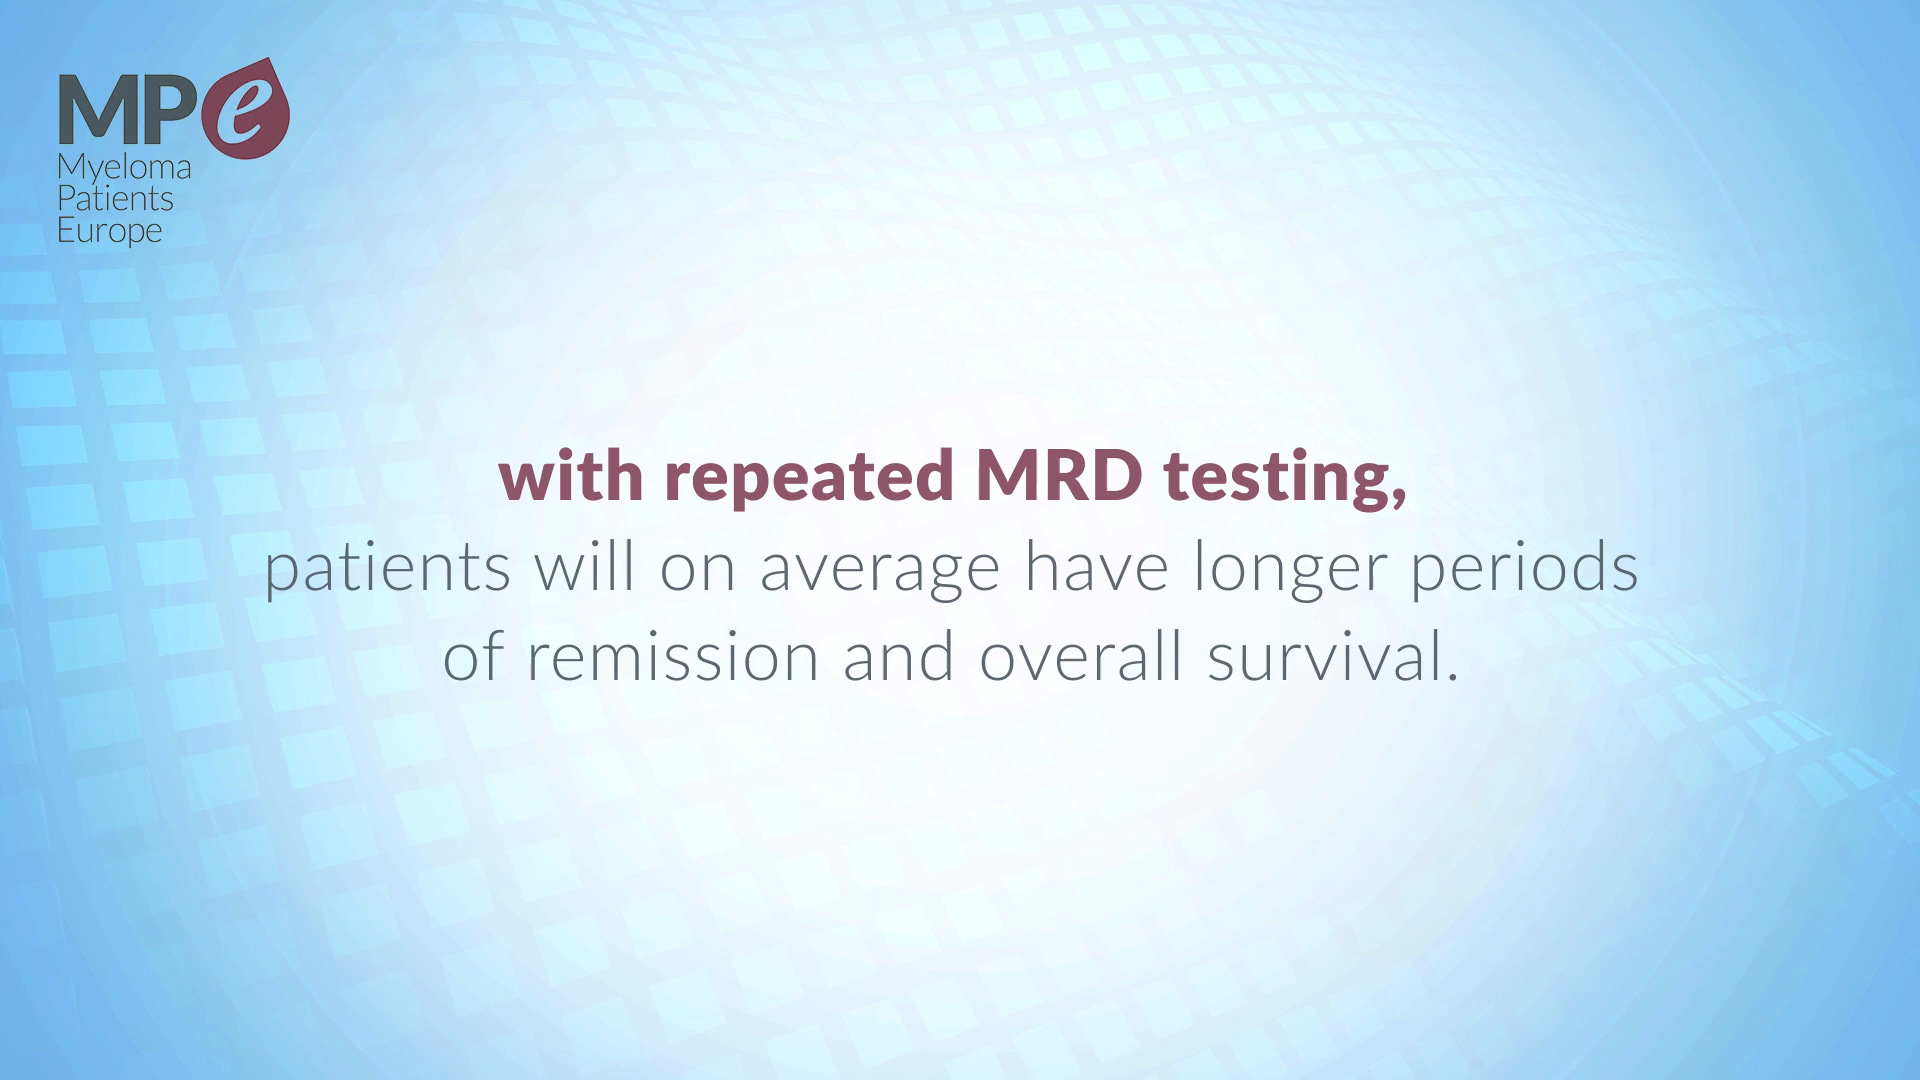 MPe
Myeloma
Patients
Europe
with repeated MRD testing,
patients will on average have longer periods
of remission and overall survival.